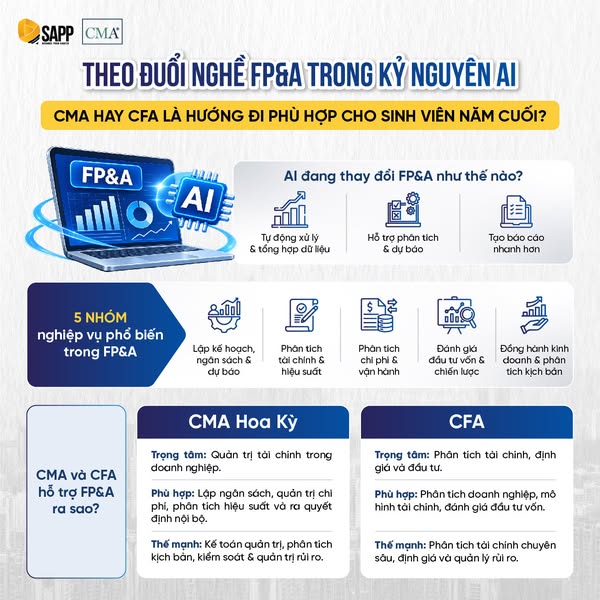 SAPP
CMA
THEO ĐUỔI NGHỀ FP&A TRONG KỶ NGUYÊN AI
CMA HAY CFA LÀ HƯỚNG ĐI PHÙ HỢP CHO SINH VIÊN NĂM CUỐI?
FP&A
AI
AI đang thay đổi FP&A như thế nào?
Tự động xử lý
& tổng hợp dữ liệu
Hỗ trợ phân tích
& dự báo
Tạo báo cáo
nhanh hơn
5 NHÓM
nghiệp vụ phổ biến
trong FP&A
Lập kế hoạch,
ngân sách &
dự báo
Phân tích
tài chính &
hiệu suất
Phân tích
chi phí &
vận hành
Đánh giá
đầu tư vốn &
chiến lược
Đồng hành kinh
doanh & phân
tích kịch bản
CMA và CFA
hỗ trợ FP&A
ra sao?
CMA Hoa Kỳ
Trọng tâm: Quản trị tài chính trong
doanh nghiệp.
Phù hợp: Lập ngân sách, quản trị chi
phí, phân tích hiệu suất và ra quyết
định nội bộ.
Thế mạnh: Kế toán quản trị, phân tích
kịch bản, kiểm soát & quản trị rủi ro.
CFA
Trọng tâm: Phân tích tài chính, định
giá và đầu tư.
Phù hợp: Phân tích doanh nghiệp, mô
hình tài chính, đánh giá đầu tư vốn.
Thế mạnh: Phân tích tài chính chuyên
sâu, định giá và quản lý rủi ro.